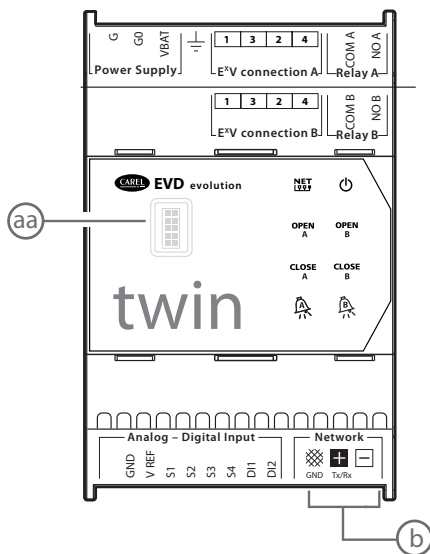 G G0 VBAT
Power Supply
1 3 2 4
EXV connection A
COM A NO A
Relay A
1 3 2 4
EXV connection B
COM B NO B
Relay B
CAREL EVD evolution
NET
OPEN A OPEN B
CLOSE A CLOSE B
A B
twin
aa
Analog – Digital Input
GND V REF S1 S2 S3 S4 DI1 DI2
Network
GND Tx/Rx
+ −
b